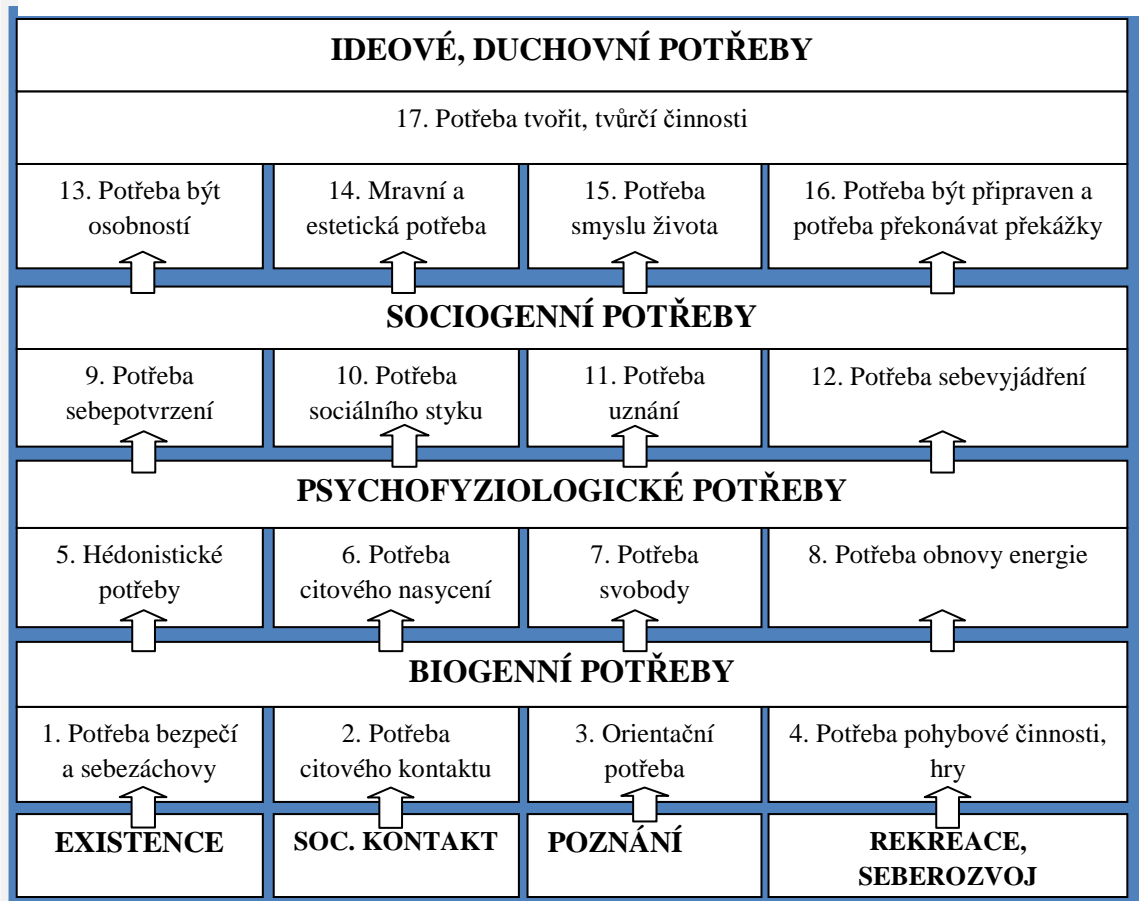 IDEOVÉ, DUCHOVNÍ POTŘEBY
17. Potřeba tvořit, tvůrčí činnosti
13. Potřeba být
osobností
14. Mravní a
estetická potřeba
15. Potřeba
smyslu života
16. Potřeba být připraven a
potřeba překonávat překážky
SOCIOGENNÍ POTŘEBY
9. Potřeba
sebepotvrzení
10. Potřeba
sociálního styku
11. Potřeba
uznání
12. Potřeba sebevyjádření
PSYCHOFYZIOLOGICKÉ POTŘEBY
5. Hédonistické
potřeby
6. Potřeba
citového nasycení
7. Potřeba
svobody
8. Potřeba obnovy energie
BIOGENNÍ POTŘEBY
1. Potřeba bezpečí
a sebezáchovy
2. Potřeba
citového kontaktu
3. Orientační
potřeba
4. Potřeba pohybové činnosti,
hry
EXISTENCE
SOC. KONTAKT
POZNÁNÍ
REKREACE,
SEBEROZVOJ